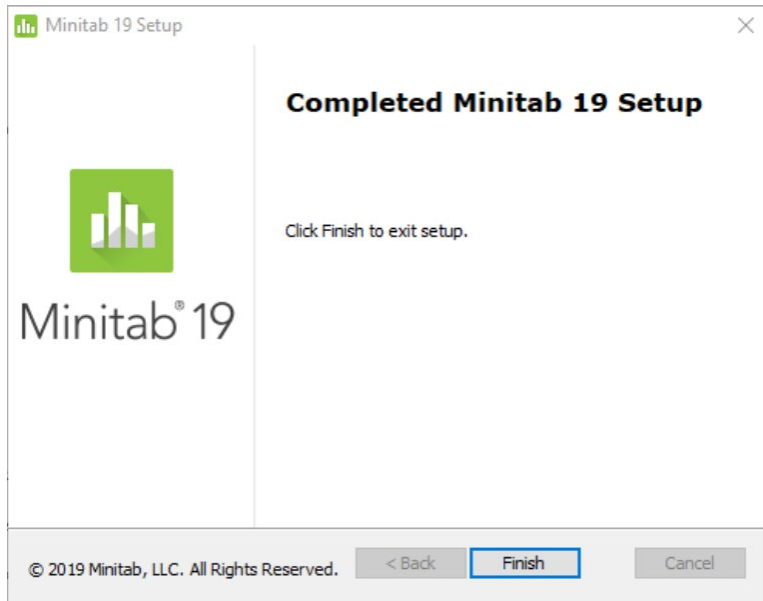 Minitab 19 Setup
Completed Minitab 19 Setup
Click Finish to exit setup.
Minitab® 19
© 2019 Minitab, LLC. All Rights Reserved.
< Back
Finish
Cancel